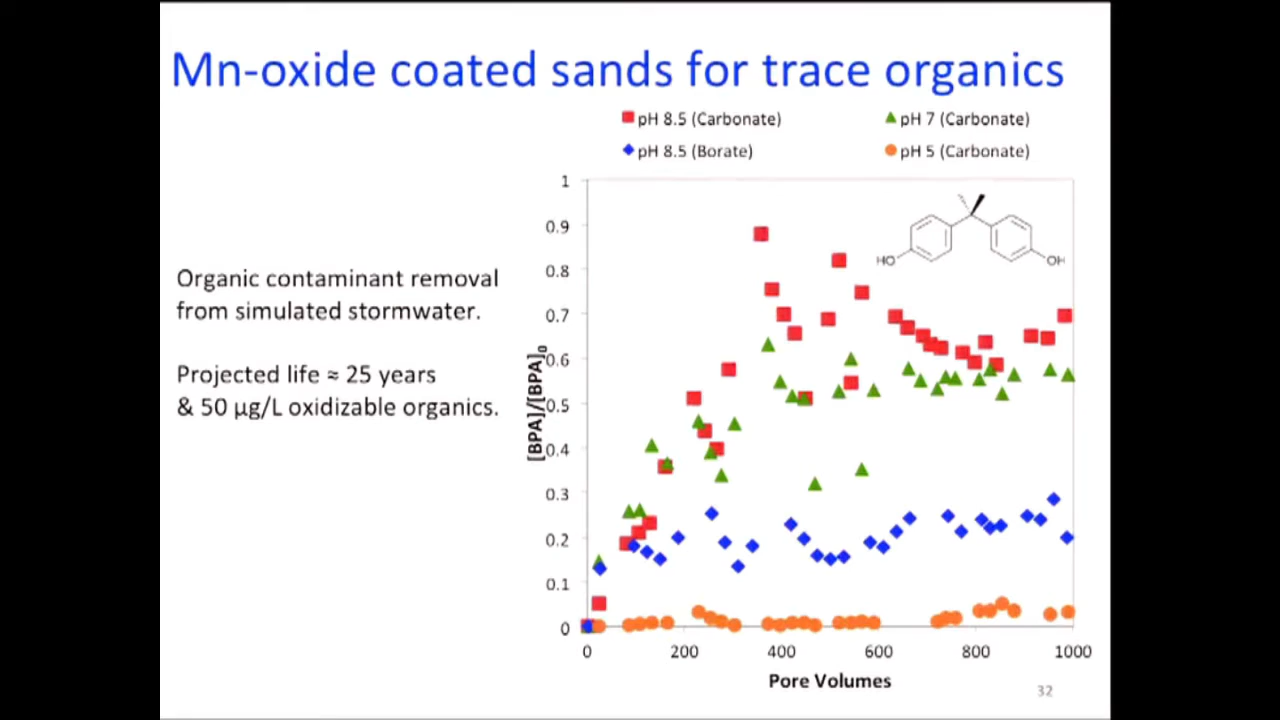 Mn-oxide coated sands for trace organics
pH 8.5 (Carbonate)
pH 7 (Carbonate)
pH 8.5 (Borate)
pH 5 (Carbonate)
Organic contaminant removal
from simulated stormwater.
Projected life ≈ 25 years
& 50 µg/L oxidizable organics.
[BPA]/[BPA]₀
1
0.9
0.8
0.7
0.6
0.5
0.4
0.3
0.2
0.1
0
HO
OH
0
200
400
600
800
1000
Pore Volumes
32